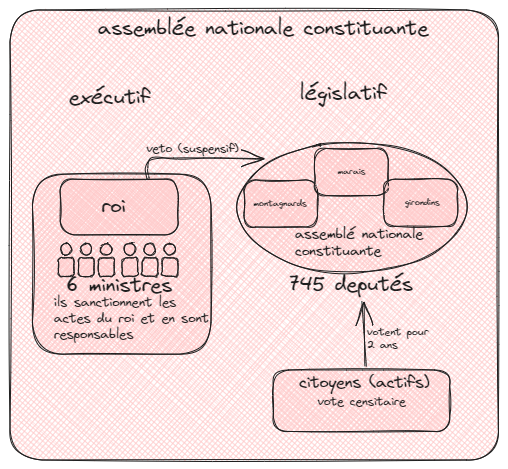 assemblée nationale constituante
exécutif
législatif
veto (suspensif)
marais
montagnards
girondins
roi
assemblé nationale
constituante
6 ministres
745 deputés
ils sanctionnent les
actes du roi et en sont
responsables
votent pour
2 ans
citoyens (actifs)
vote censitaire